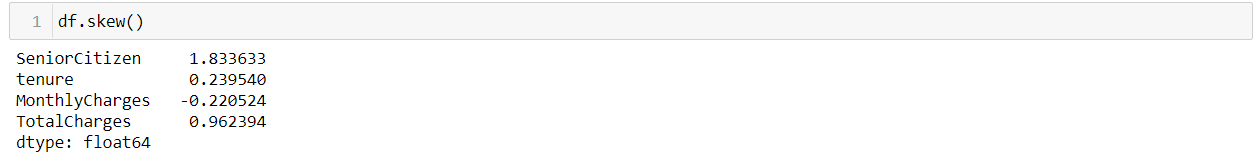 1 df.skew()
SeniorCitizen 1.833633
tenure 0.239540
MonthlyCharges -0.220524
TotalCharges 0.962394
dtype: float64